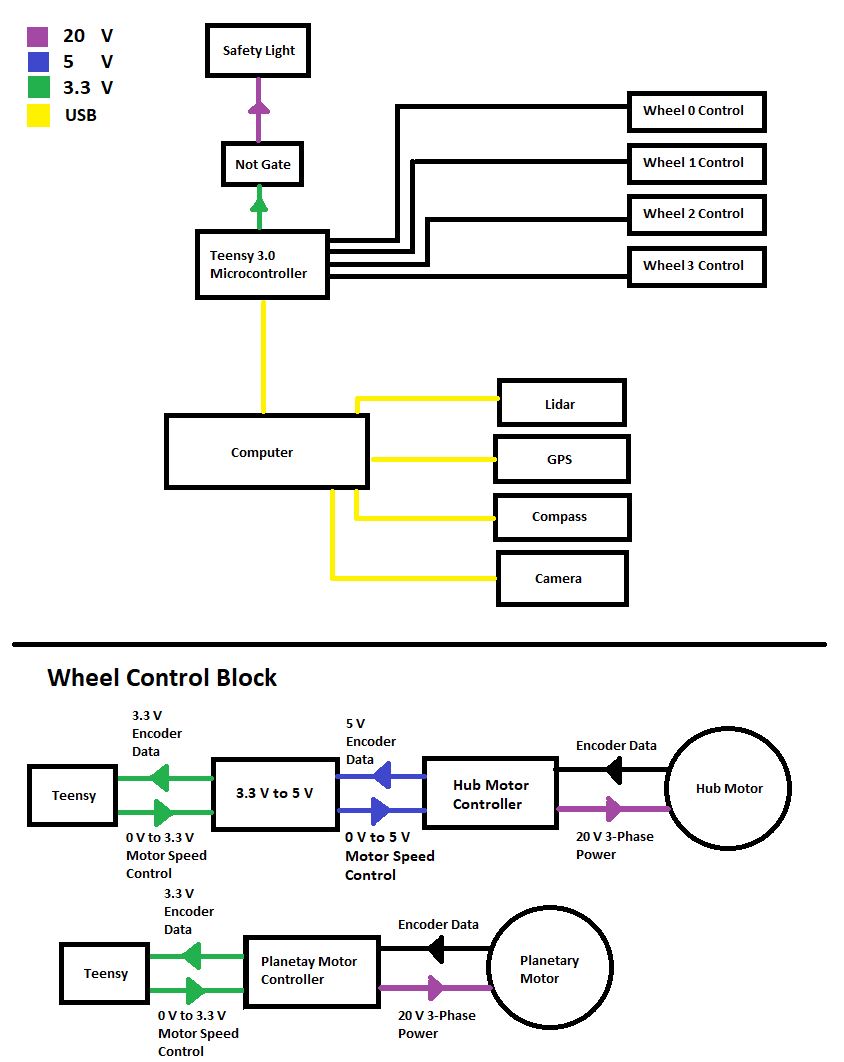 20 V
5 V
3.3 V
USB
Safety Light
Not Gate
Teensy 3.0
Microcontroller
Wheel 0 Control
Wheel 1 Control
Wheel 2 Control
Wheel 3 Control
Computer
Lidar
GPS
Compass
Camera
Wheel Control Block
3.3 V
Encoder
Data
5 V
Encoder
Data
Encoder Data
Teensy
3.3 V to 5 V
Hub Motor
Controller
Hub Motor
0 V to 3.3 V
Motor Speed
Control
0 V to 5 V
Motor Speed
Control
20 V 3-Phase
Power
3.3 V
Encoder
Data
Encoder Data
Teensy
Planetay Motor
Controller
Planetary
Motor
0 V to 3.3 V
Motor Speed
Control
20 V 3-Phase
Power